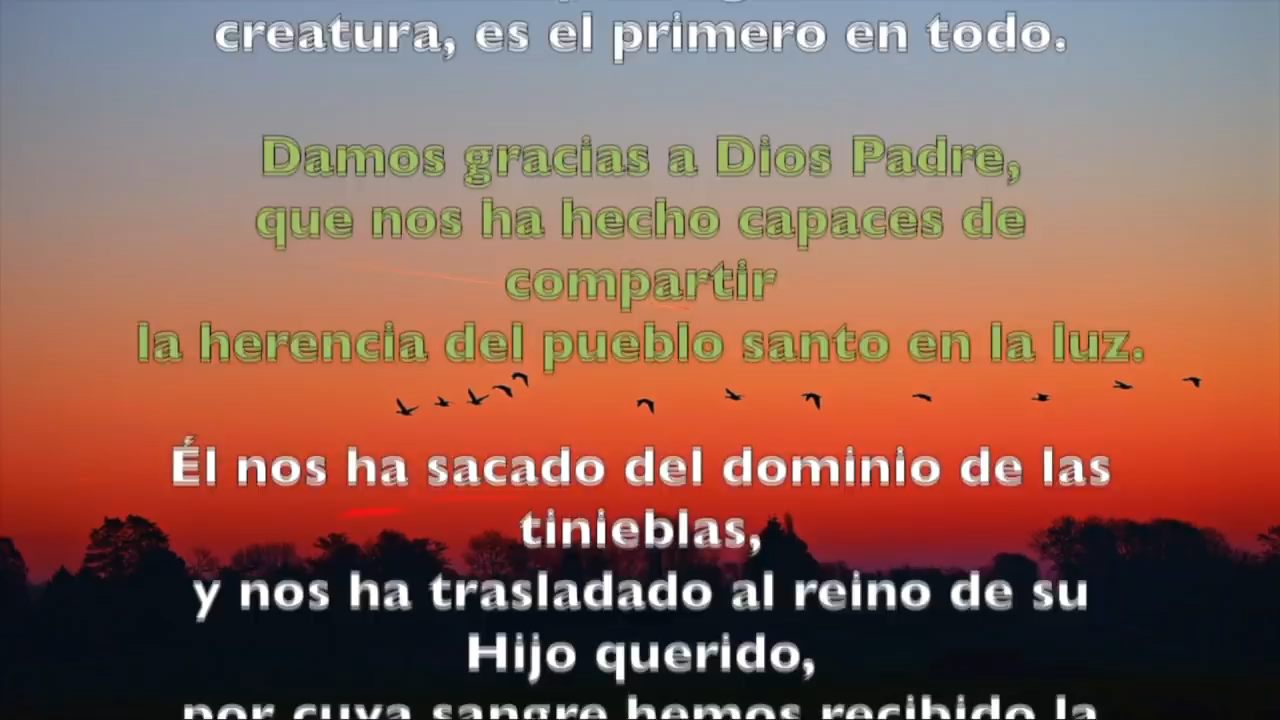 creatura, es el primero en todo.
Damos gracias a Dios Padre,
que nos ha hecho capaces de
compartir
la herencia del pueblo santo en la luz.
Él nos ha sacado del dominio de las
tinieblas,
y nos ha trasladado al reino de su
Hijo querido,
por cuya sangre hemos recibido la